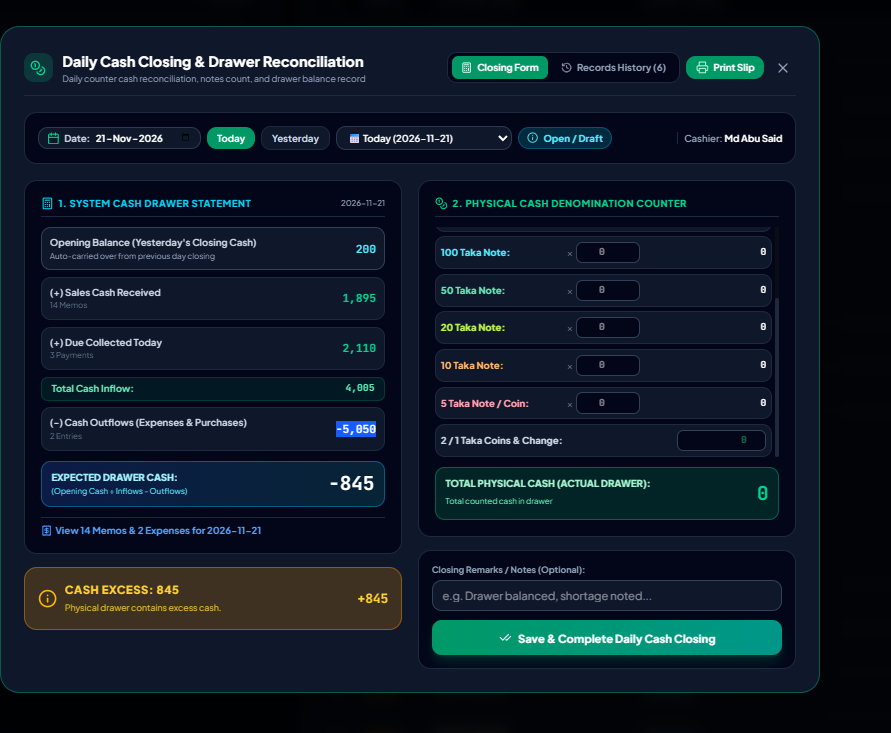 Daily Cash Closing & Drawer Reconciliation
Daily counter cash reconciliation, notes count, and drawer balance record
Closing Form
Records History (6)
Print Slip
Date: 21-Nov-2026
Today
Yesterday
Today (2026-11-21)
Open / Draft
Cashier: Md Abu Said
1. SYSTEM CASH DRAWER STATEMENT
2026-11-21
Opening Balance (Yesterday's Closing Cash)
Auto-carried over from previous day closing
200
(+) Sales Cash Received
14 Memos
1,895
(+) Due Collected Today
3 Payments
2,110
Total Cash Inflow:
4,005
(-) Cash Outflows (Expenses & Purchases)
2 Entries
-5,050
EXPECTED DRAWER CASH:
(Opening Cash + Inflows - Outflows)
-845
View 14 Memos & 2 Expenses for 2026-11-21
CASH EXCESS: 845
Physical drawer contains excess cash.
+845
2. PHYSICAL CASH DENOMINATION COUNTER
100 Taka Note: × 0 0
50 Taka Note: × 0 0
20 Taka Note: × 0 0
10 Taka Note: × 0 0
5 Taka Note / Coin: × 0 0
2 / 1 Taka Coins & Change: 0
TOTAL PHYSICAL CASH (ACTUAL DRAWER):
Total counted cash in drawer
0
Closing Remarks / Notes (Optional):
e.g. Drawer balanced, shortage noted...
Save & Complete Daily Cash Closing